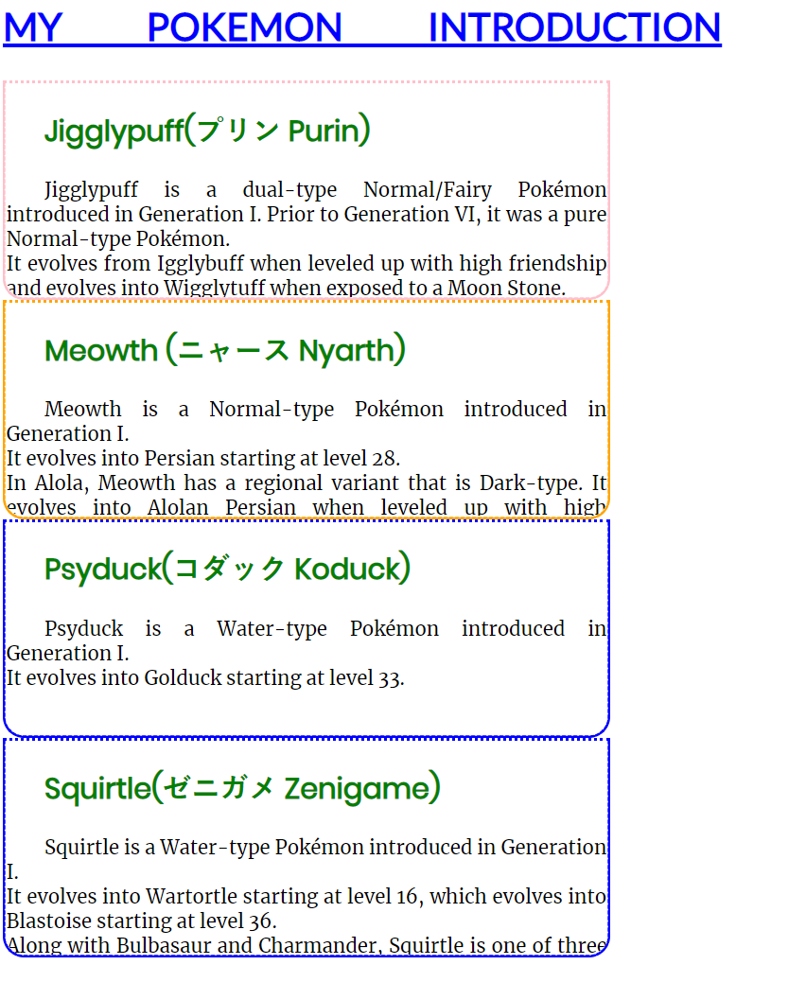 MY POKEMON INTRODUCTION
Jigglypuff(プリン Purin)
Jigglypuff is a dual-type Normal/Fairy Pokémon
introduced in Generation I. Prior to Generation VI, it was a pure
Normal-type Pokémon.
It evolves from Igglybuff when leveled up with high friendship
and evolves into Wigglytuff when exposed to a Moon Stone.
Meowth (ニャース Nyarth)
Meowth is a Normal-type Pokémon introduced in
Generation I.
It evolves into Persian starting at level 28.
In Alola, Meowth has a regional variant that is Dark-type. It
evolves into Alolan Persian when leveled up with high
Psyduck(コダック Koduck)
Psyduck is a Water-type Pokémon introduced in
Generation I.
It evolves into Golduck starting at level 33.
Squirtle(ゼニガメ Zenigame)
Squirtle is a Water-type Pokémon introduced in Generation
I.
It evolves into Wartortle starting at level 16, which evolves into
Blastoise starting at level 36.
Along with Bulbasaur and Charmander, Squirtle is one of three